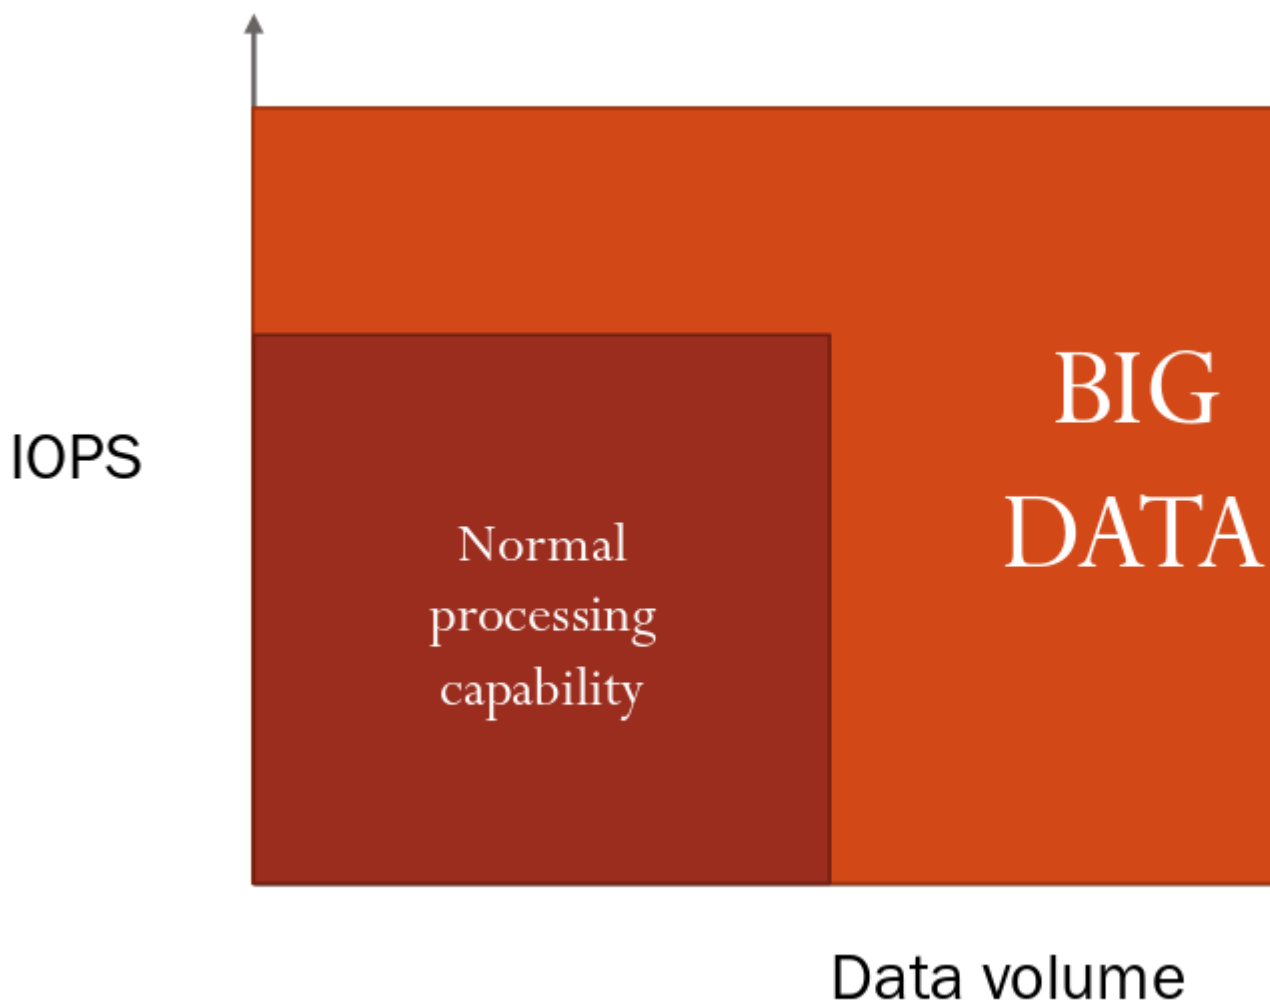 IOPS
BIG
DATA
Normal
processing
capability
Data volume